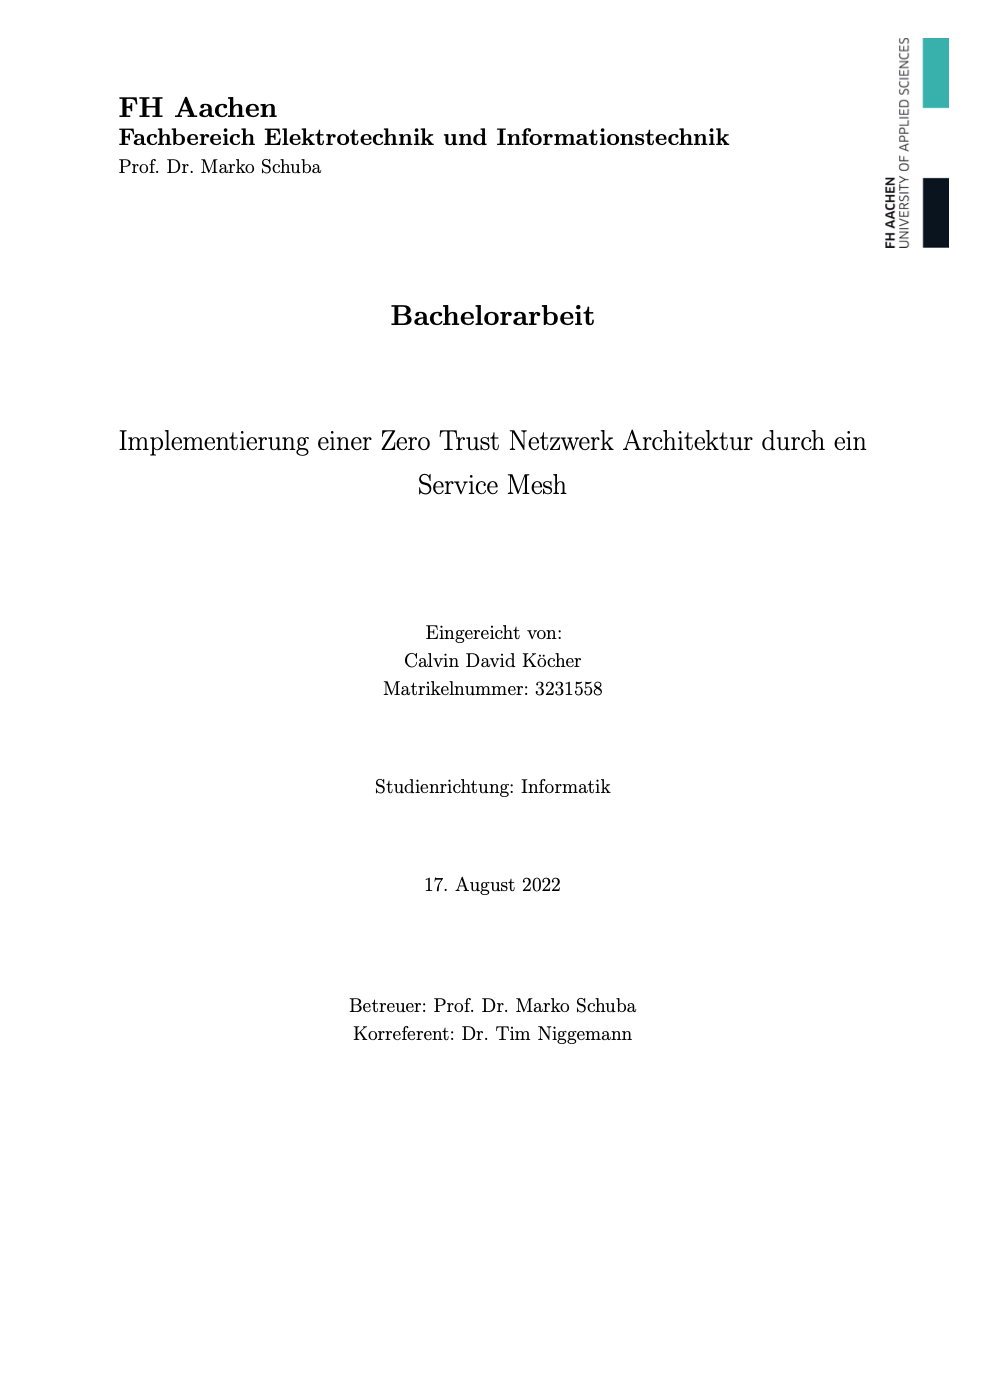 FH Aachen
Fachbereich Elektrotechnik und Informationstechnik
Prof. Dr. Marko Schuba
FH AACHEN
UNIVERSITY OF APPLIED SCIENCES
Bachelorarbeit
Implementierung einer Zero Trust Netzwerk Architektur durch ein
Service Mesh
Eingereicht von:
Calvin David Köcher
Matrikelnummer: 3231558
Studienrichtung: Informatik
17. August 2022
Betreuer: Prof. Dr. Marko Schuba
Korreferent: Dr. Tim Niggemann